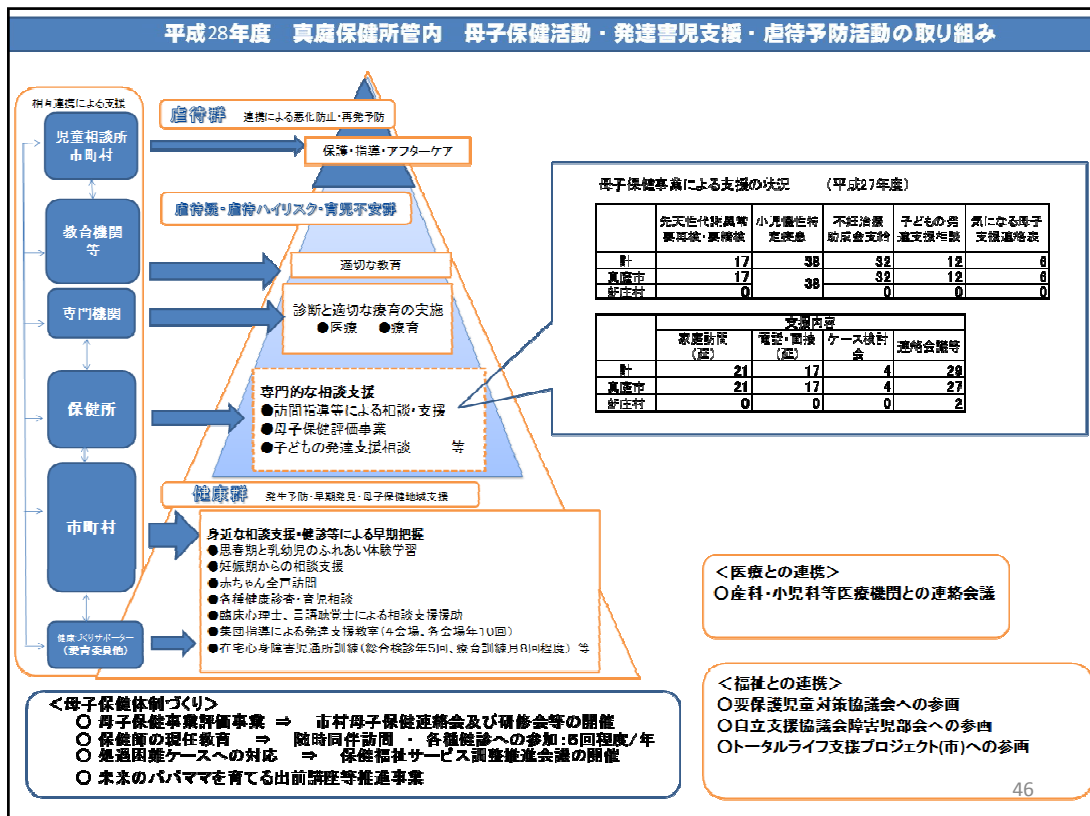 平成28年度 真庭保健所管内 母子保健活動・発達害児支援・虐待予防活動の取り組み
相互連携による支援
児童相談所
市町村
教育機関
等
専門機関
保健所
市町村
健康づくりサポーター
(愛育委員他)
虐待群 連携による悪化防止・再発予防
保護・指導・アフターケア
虐待疑・虐待ハイリスク・育児不安群
適切な教育
診断と適切な療育の実施
●医療 ●療育
専門的な相談支援
●訪問指導等による相談・支援
●母子保健評価事業
●子どもの発達支援相談 等
健康群 発生予防・早期発見・母子保健地域支援
身近な相談支援・健診等による早期把握
●思春期と乳幼児のふれあい体験学習
●妊娠期からの相談支援
●赤ちゃん全戸訪問
●各種健康診査・育児相談
●臨床心理士、言語聴覚士による相談支援援助
●集団指導による発達支援教室(4会場、各会場年10回)
●在宅心身障害児通所訓練(総合検診年5回、療育訓練月8回程度) 等
母子保健事業による支援の状況 (平成27年度)
先天性代謝異常 小児慢性特 不妊治療 子どもの発 気になる母子
要再検・要精検 定疾患 助成金支給 達支援相談 支援連絡表
計 17 38 32 12 6
真庭市 17 38 32 12 6
新庄村 0 0 0 0
支援内容
家庭訪問 電話・面接 ケース検討 連絡会議等
(延) (延) 会
計 21 17 4 29
真庭市 21 17 4 27
新庄村 0 0 0 2
<医療との連携>
○産科・小児科等医療機関との連絡会議
<福祉との連携>
○要保護児童対策協議会への参画
○自立支援協議会障害児部会への参画
○トータルライフ支援プロジェクト(市)への参画
<母子保健体制づくり>
○ 母子保健事業評価事業 ⇒ 市村母子保健連絡会及び研修会等の開催
○ 保健師の現任教育 ⇒ 随時同伴訪問 ・ 各種健診への参加:5回程度/年
○ 処遇困難ケースへの対応 ⇒ 保健福祉サービス調整推進会議の開催
○ 未来のパパママを育てる出前講座等推進事業
46